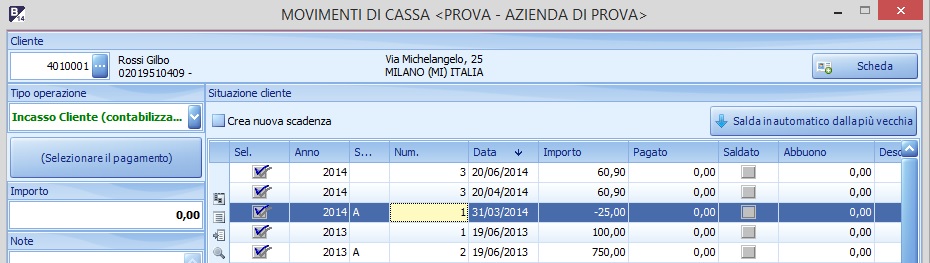 B 14
MOVIMENTI DI CASSA <PROVA - AZIENDA DI PROVA>
Cliente
4010001 ... Rossi Gilbo Via Michelangelo, 25
02019510409 - MILANO (MI) ITALIA
Scheda
Tipo operazione
Incasso Cliente (contabilizza...
(Selezionare il pagamento)
Importo
0,00
Note
Situazione cliente
Crea nuova scadenza
Salda in automatico dalla più vecchia
Sel. Anno S... Num. Data Importo Pagato Saldato Abbuono Desc
2014 3 20/06/2014 60,90 0,00 0,00
2014 3 20/04/2014 60,90 0,00 0,00
2014 A 1 31/03/2014 -25,00 0,00 0,00
2013 1 19/06/2013 100,00 0,00 0,00
2013 A 2 19/06/2013 750,00 0,00 0,00